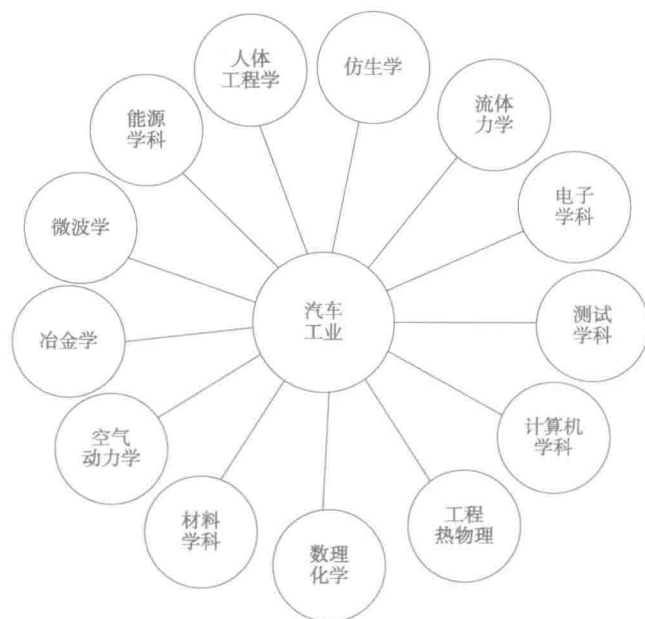 人体
工程学
仿生学
流体
力学
电子
学科
测试
学科
计算机
学科
工程
热物理
数理
化学
材料
学科
空气
动力学
冶金学
微波学
能源
学科
汽车
工业